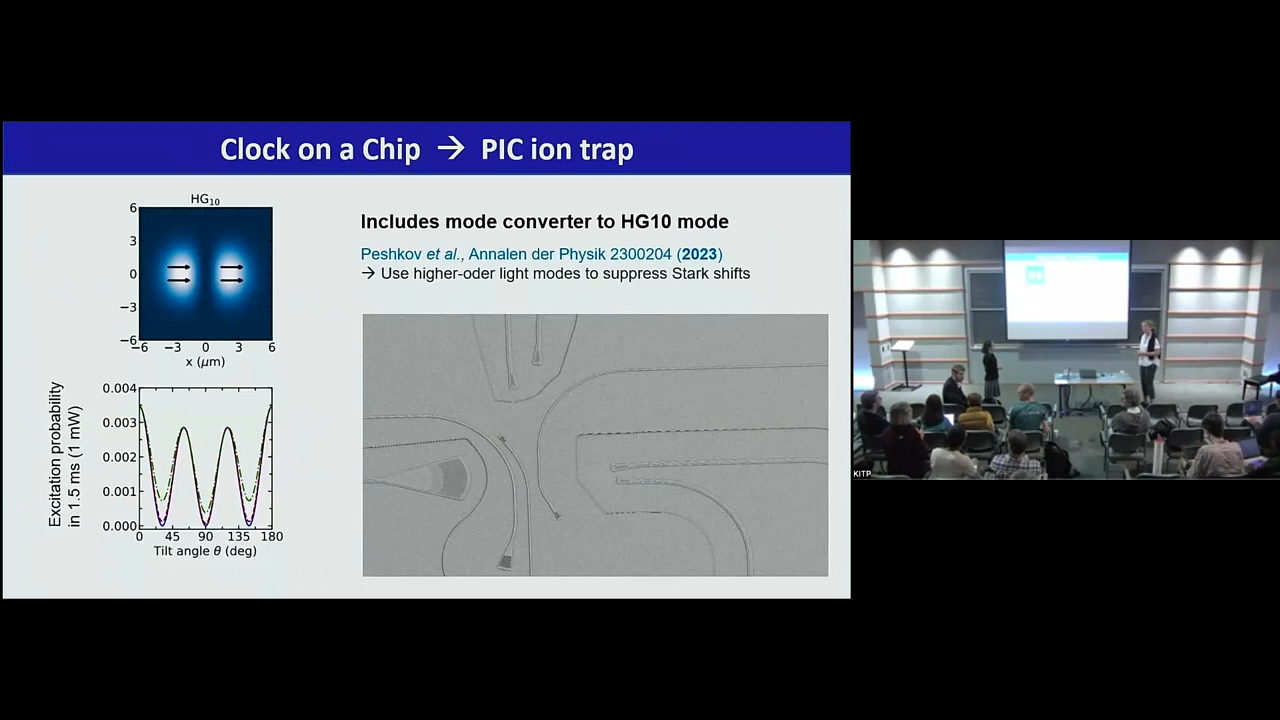 Clock on a Chip → PIC ion trap
HG10
6
3
0
−3
−6
−6 −3 0 3 6
x (μm)
Includes mode converter to HG10 mode
Peshkov et al., Annalen der Physik 2300204 (2023)
→ Use higher-oder light modes to suppress Stark shifts
Excitation probability
in 1.5 ms (1 mW)
0.004
0.003
0.002
0.001
0.000
0 45 90 135 180
Tilt angle θ (deg)
KITP